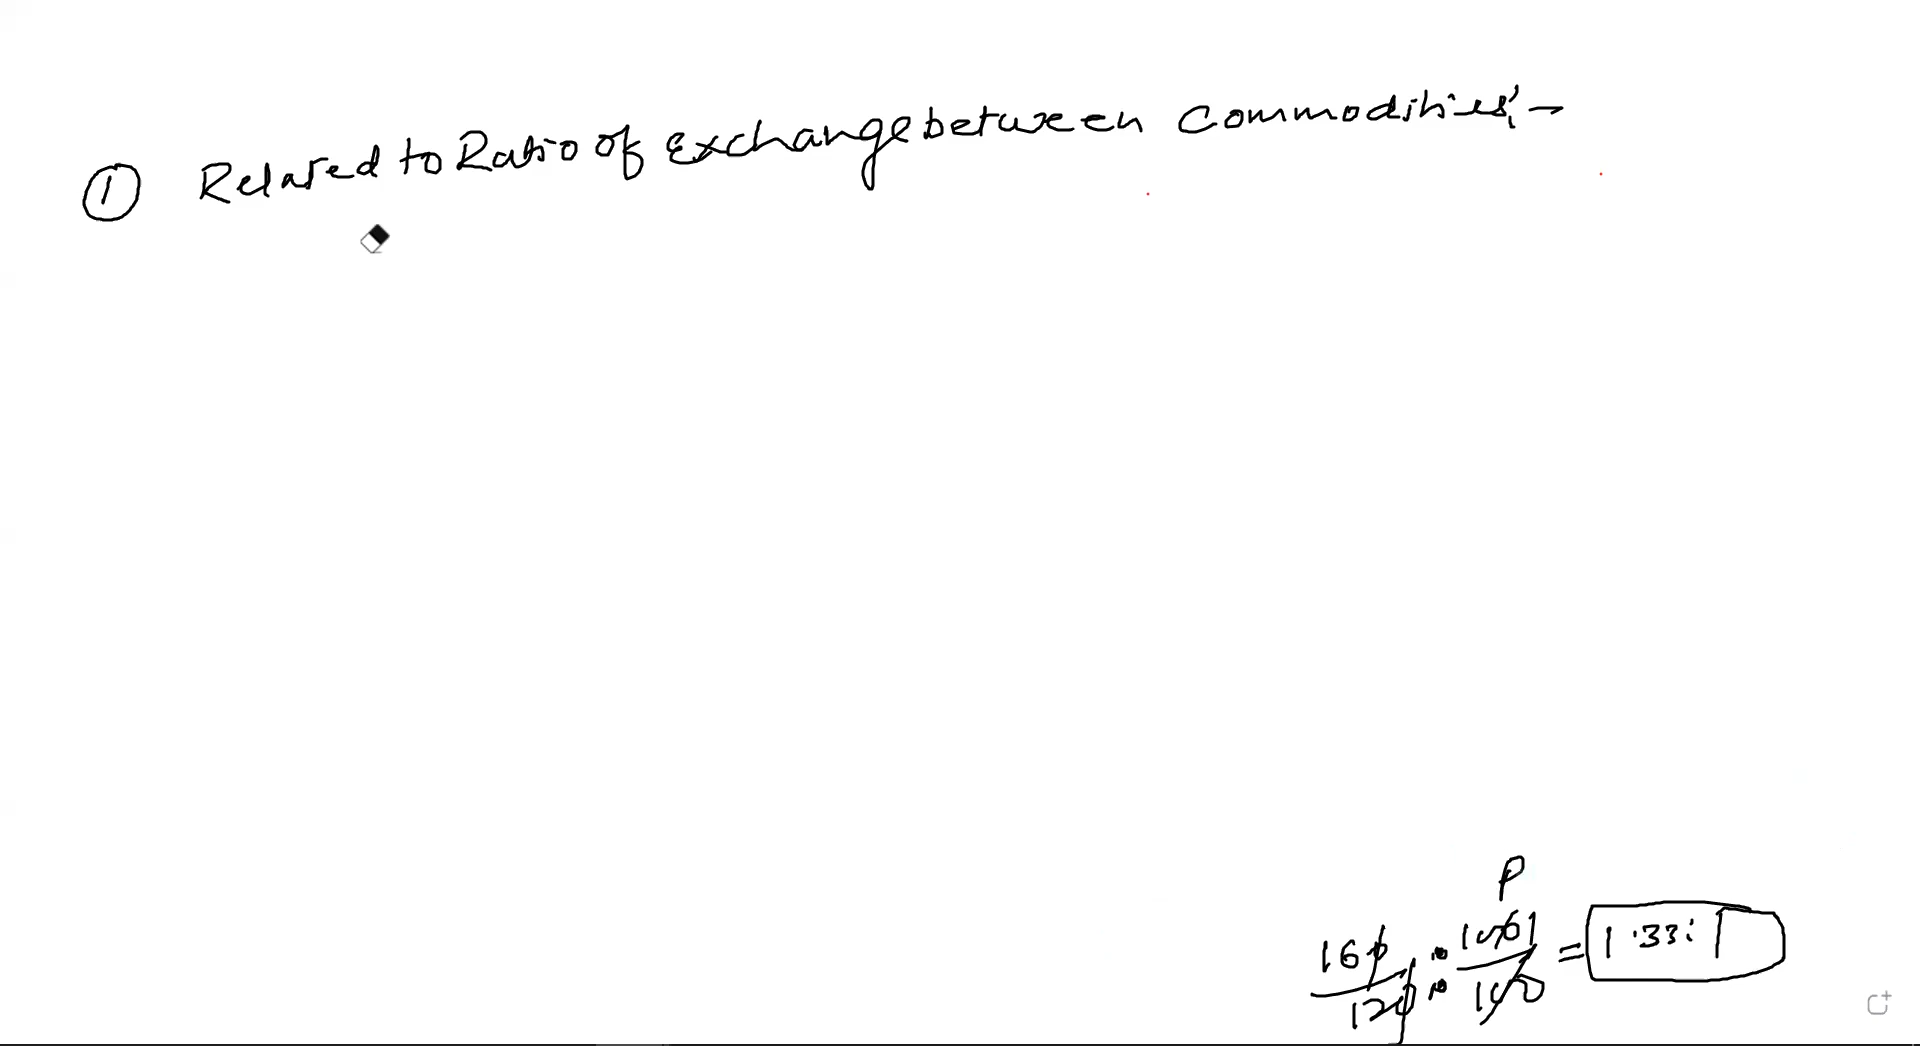 ① Related to Ratio of Exchange between Commodities:-
P
160/120 : 100/100 = 1.33:1